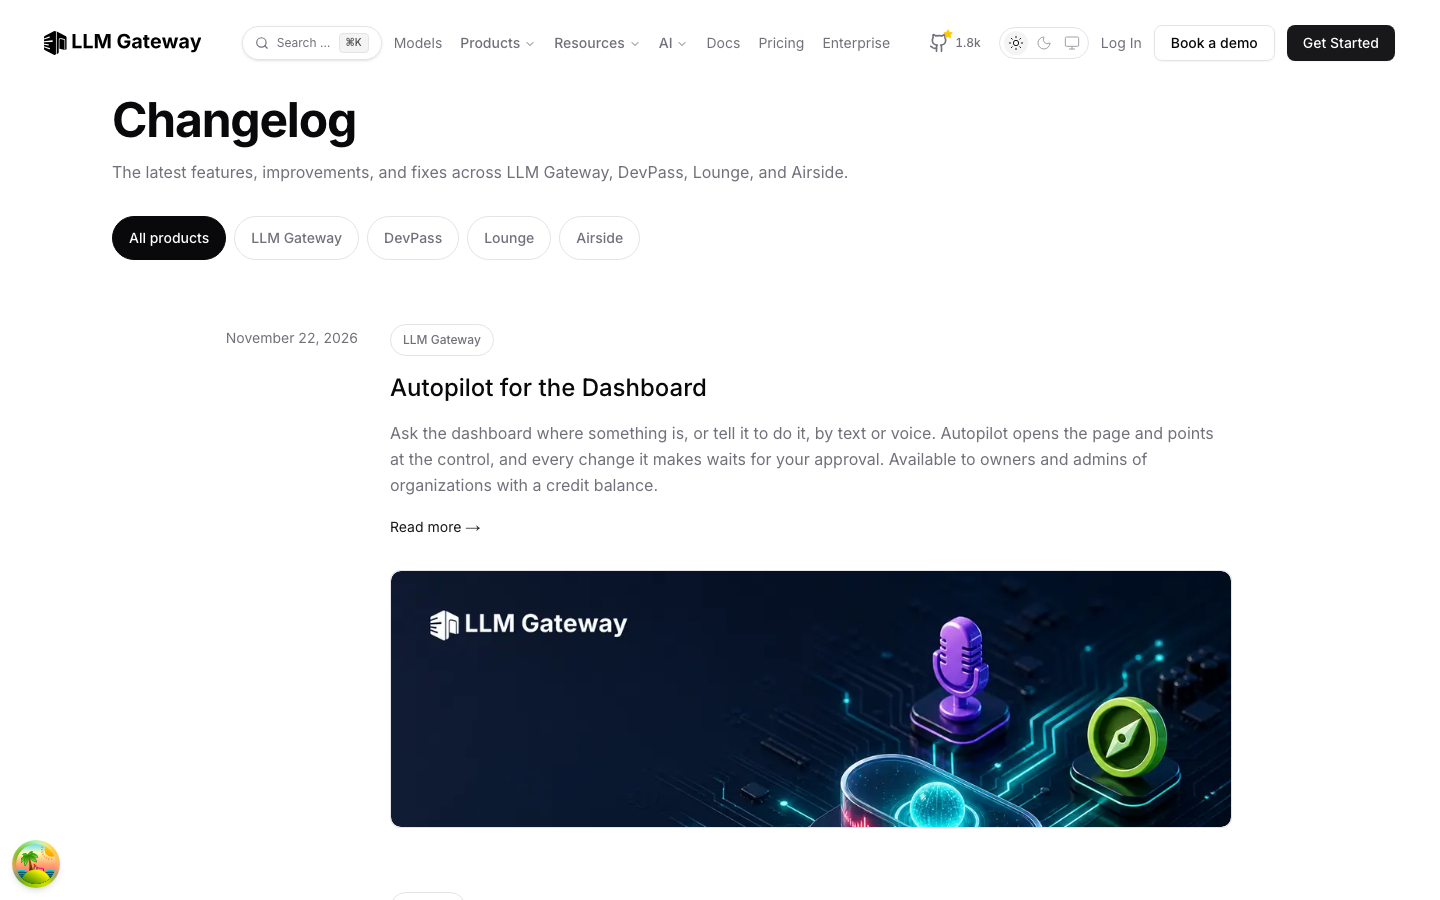 LLM Gateway
Search ... ⌘K
Models
Products
Resources
AI
Docs
Pricing
Enterprise
1.8k
Log In
Book a demo
Get Started
Changelog
The latest features, improvements, and fixes across LLM Gateway, DevPass, Lounge, and Airside.
All products
LLM Gateway
DevPass
Lounge
Airside
November 22, 2026
LLM Gateway
Autopilot for the Dashboard
Ask the dashboard where something is, or tell it to do it, by text or voice. Autopilot opens the page and points
at the control, and every change it makes waits for your approval. Available to owners and admins of
organizations with a credit balance.
Read more →
LLM Gateway